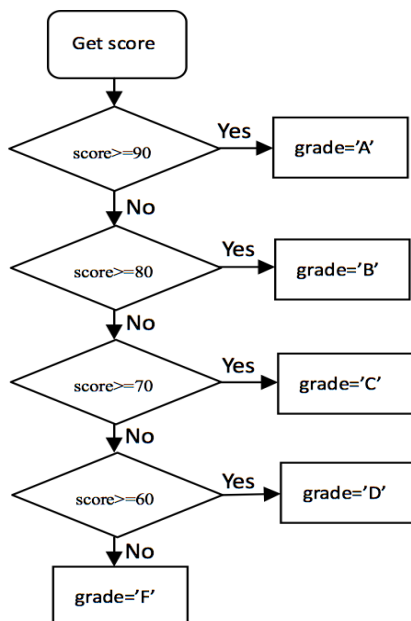 Get score
score>=90
Yes
grade='A'
No
score>=80
Yes
grade='B'
No
score>=70
Yes
grade='C'
No
score>=60
Yes
grade='D'
No
grade='F'